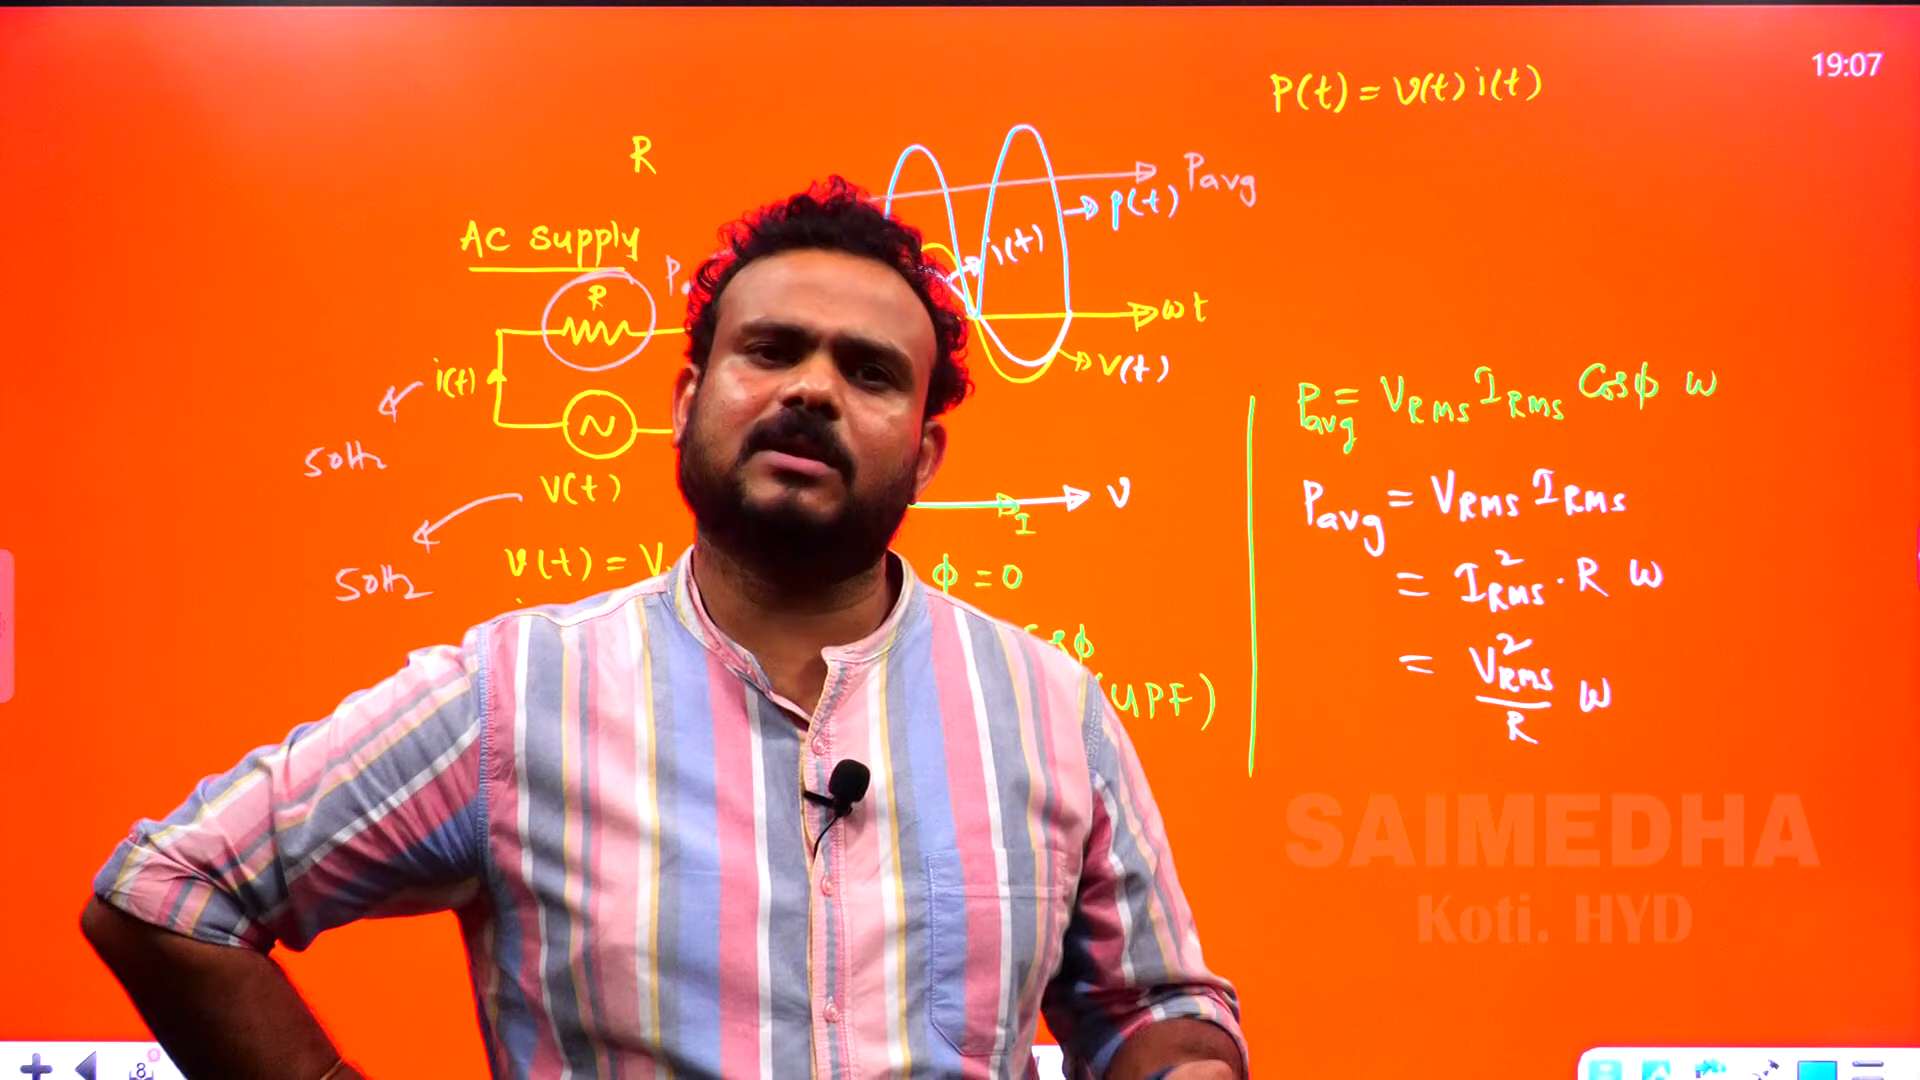 19:07
P(t) = v(t) i(t)
R
Pavg
p(t)
AC Supply
i(t)
R
ωt
v(t)
i(t)
50Hz
V(t)
50Hz
v(t) = V
I
V
ϕ = 0
(UPF)
Pavg = VRMS IRMS Cosϕ W
Pavg = VRMS IRMS
= I²RMS . R W
= V²RMS / R W
SAIMEDHA
Koti. HYD